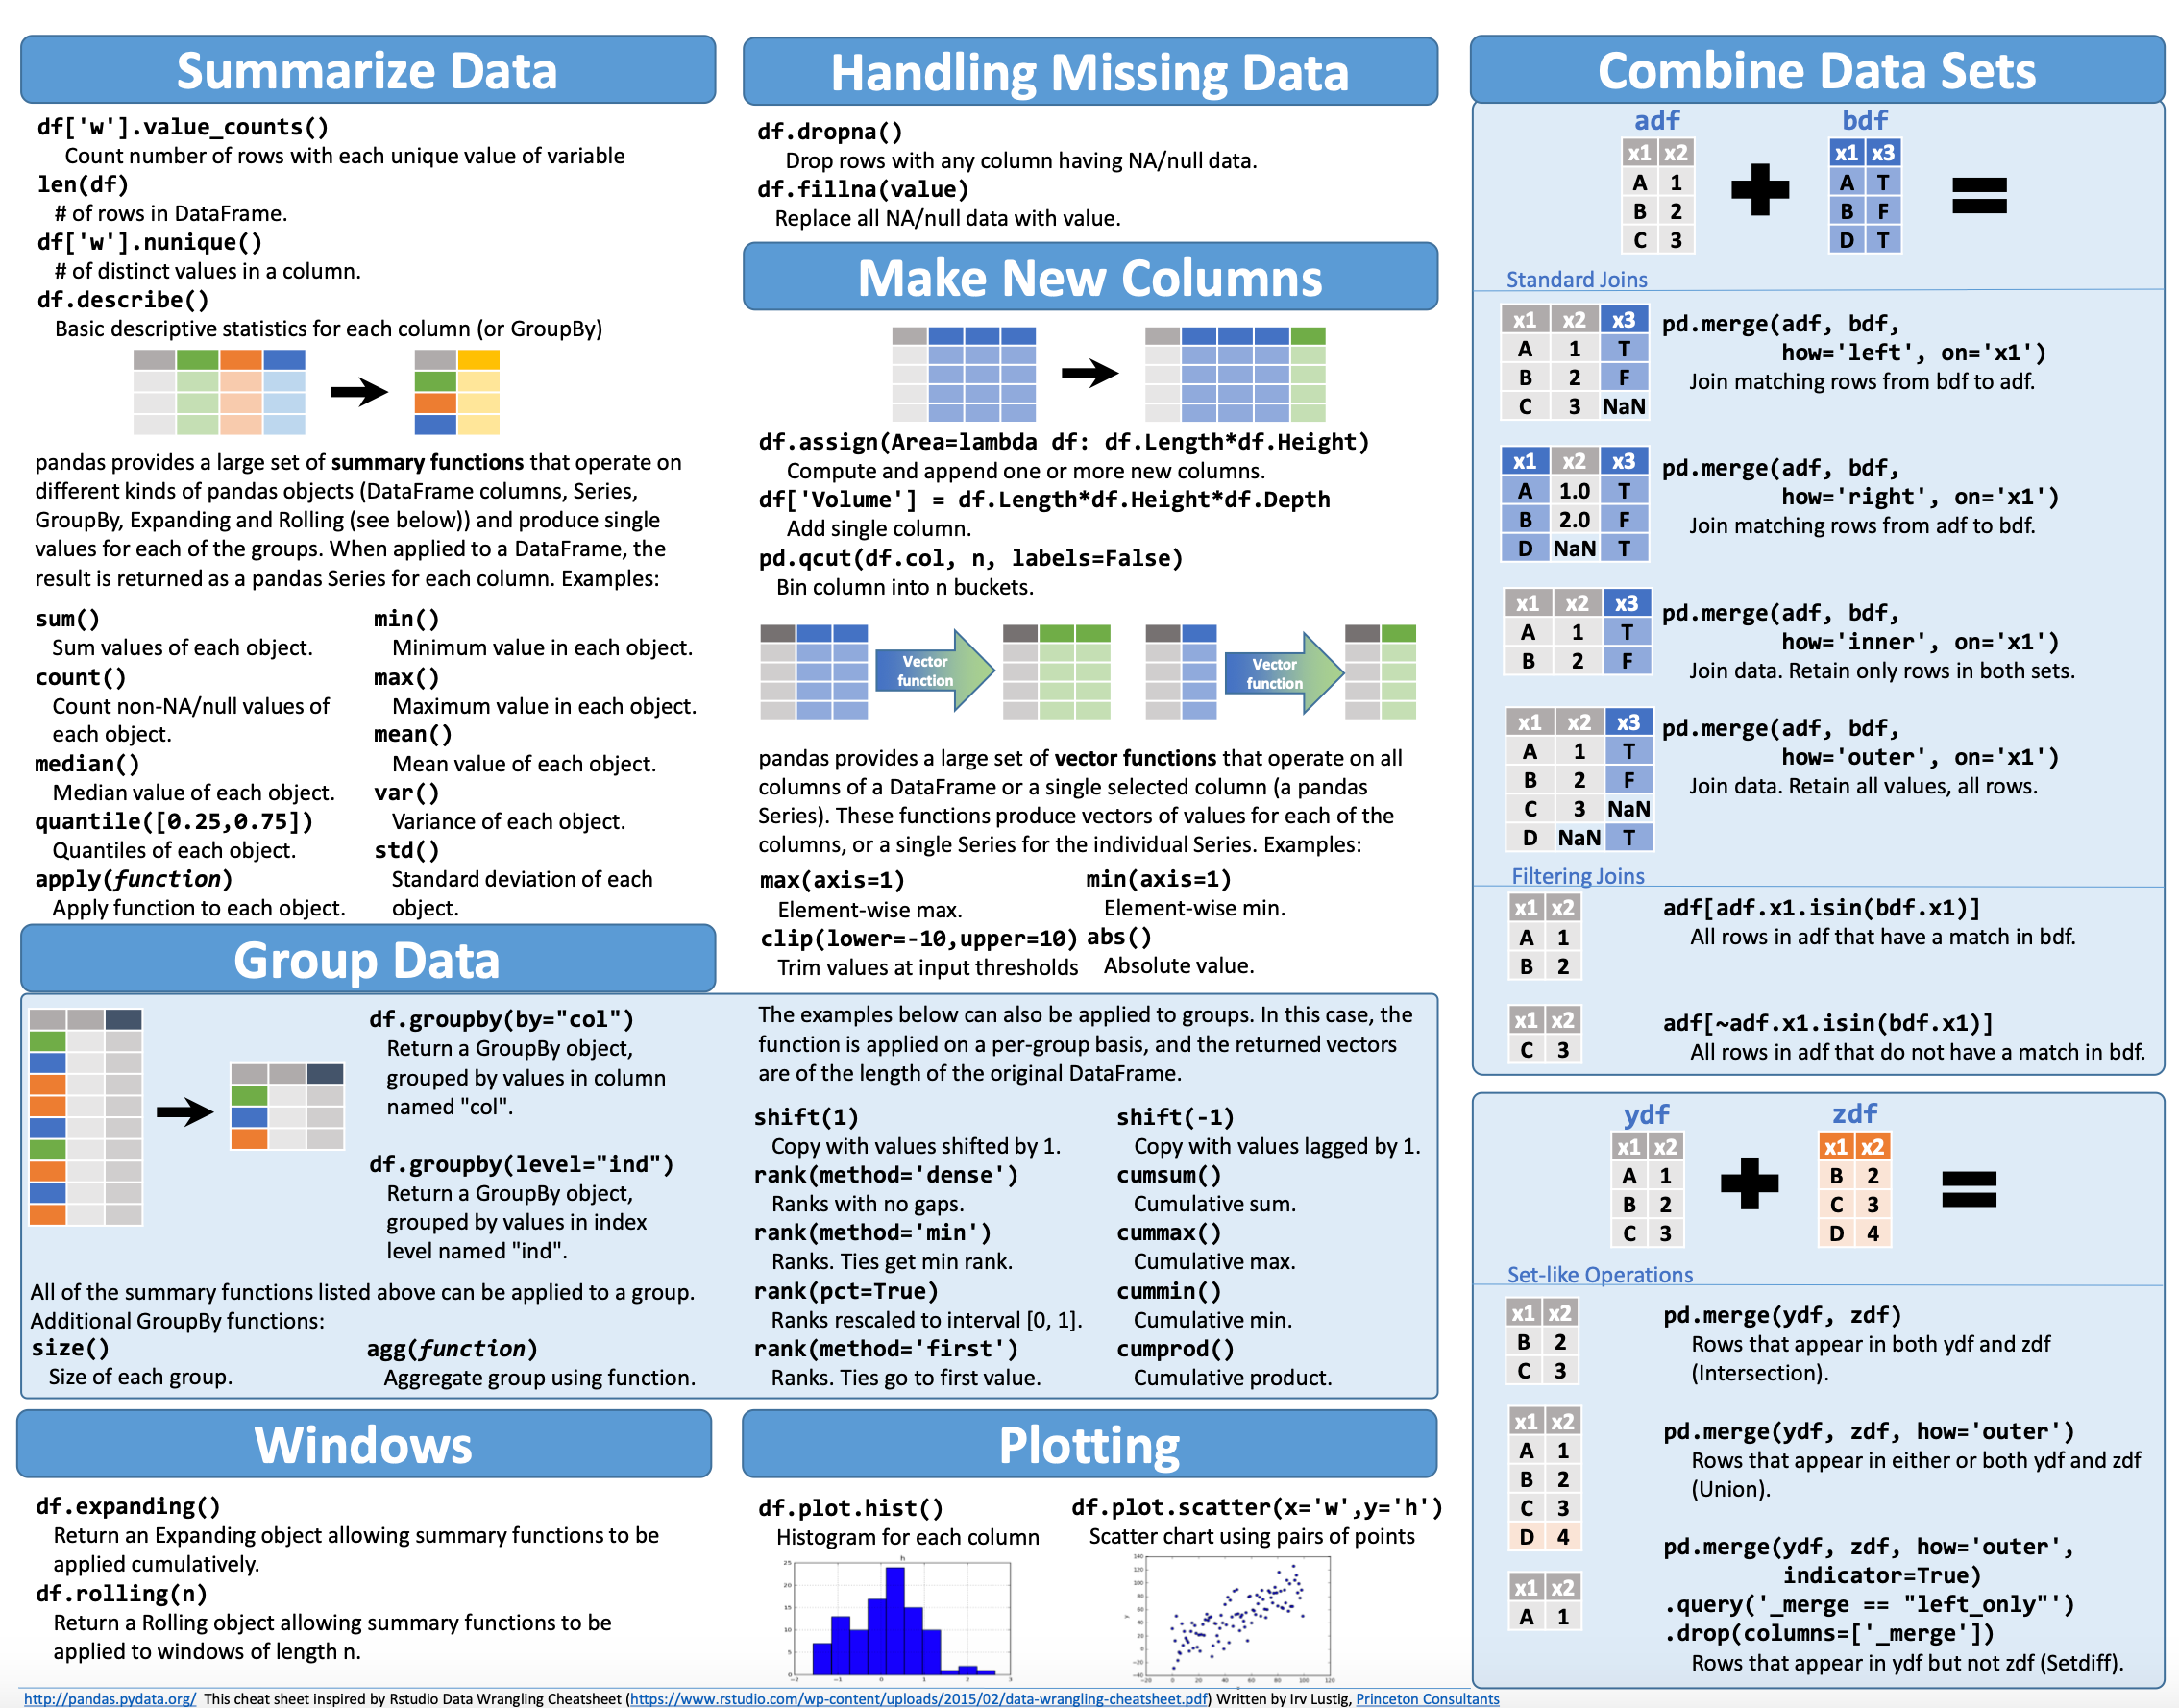 Summarize Data
df['w'].value_counts()
Count number of rows with each unique value of variable
len(df)
# of rows in DataFrame.
df['w'].nunique()
# of distinct values in a column.
df.describe()
Basic descriptive statistics for each column (or GroupBy)
pandas provides a large set of summary functions that operate on
different kinds of pandas objects (DataFrame columns, Series,
GroupBy, Expanding and Rolling (see below)) and produce single
values for each of the groups. When applied to a DataFrame, the
result is returned as a pandas Series for each column. Examples:
sum()
Sum values of each object.
count()
Count non-NA/null values of
each object.
median()
Median value of each object.
quantile([0.25,0.75])
Quantiles of each object.
apply(function)
Apply function to each object.
min()
Minimum value in each object.
max()
Maximum value in each object.
mean()
Mean value of each object.
var()
Variance of each object.
std()
Standard deviation of each
object.
Group Data
df.groupby(by="col")
Return a GroupBy object,
grouped by values in column
named "col".
df.groupby(level="ind")
Return a GroupBy object,
grouped by values in index
level named "ind".
All of the summary functions listed above can be applied to a group.
Additional GroupBy functions:
size()
Size of each group.
agg(function)
Aggregate group using function.
Windows
df.expanding()
Return an Expanding object allowing summary functions to be
applied cumulatively.
df.rolling(n)
Return a Rolling object allowing summary functions to be
applied to windows of length n.
Handling Missing Data
df.dropna()
Drop rows with any column having NA/null data.
df.fillna(value)
Replace all NA/null data with value.
Make New Columns
df.assign(Area=lambda df: df.Length*df.Height)
Compute and append one or more new columns.
df['Volume'] = df.Length*df.Height*df.Depth
Add single column.
pd.qcut(df.col, n, labels=False)
Bin column into n buckets.
Vector
function
Vector
function
pandas provides a large set of vector functions that operate on all
columns of a DataFrame or a single selected column (a pandas
Series). These functions produce vectors of values for each of the
columns, or a single Series for the individual Series. Examples:
max(axis=1)
Element-wise max.
clip(lower=-10,upper=10)
Trim values at input thresholds
min(axis=1)
Element-wise min.
abs()
Absolute value.
The examples below can also be applied to groups. In this case, the
function is applied on a per-group basis, and the returned vectors
are of the length of the original DataFrame.
shift(1)
Copy with values shifted by 1.
rank(method='dense')
Ranks with no gaps.
rank(method='min')
Ranks. Ties get min rank.
rank(pct=True)
Ranks rescaled to interval [0, 1].
rank(method='first')
Ranks. Ties go to first value.
shift(-1)
Copy with values lagged by 1.
cumsum()
Cumulative sum.
cummax()
Cumulative max.
cummin()
Cumulative min.
cumprod()
Cumulative product.
Plotting
df.plot.hist()
Histogram for each column
h
25
20
15
10
5
0
-2 -1 0 1 2 3
df.plot.scatter(x='w',y='h')
Scatter chart using pairs of points
140
120
100
80
60
40
20
0
-20
-40
y
0 20 40 60 80 100 120
Combine Data Sets
adf
x1 x2
A 1
B 2
C 3
bdf
x1 x3
A T
B F
D T
Standard Joins
x1 x2 x3
A 1 T
B 2 F
C 3 NaN
pd.merge(adf, bdf,
how='left', on='x1')
Join matching rows from bdf to adf.
x1 x2 x3
A 1.0 T
B 2.0 F
D NaN T
pd.merge(adf, bdf,
how='right', on='x1')
Join matching rows from adf to bdf.
x1 x2 x3
A 1 T
B 2 F
pd.merge(adf, bdf,
how='inner', on='x1')
Join data. Retain only rows in both sets.
x1 x2 x3
A 1 T
B 2 F
C 3 NaN
D NaN T
pd.merge(adf, bdf,
how='outer', on='x1')
Join data. Retain all values, all rows.
Filtering Joins
x1 x2
A 1
B 2
adf[adf.x1.isin(bdf.x1)]
All rows in adf that have a match in bdf.
x1 x2
C 3
adf[~adf.x1.isin(bdf.x1)]
All rows in adf that do not have a match in bdf.
ydf
x1 x2
A 1
B 2
C 3
zdf
x1 x2
B 2
C 3
D 4
Set-like Operations
x1 x2
B 2
C 3
pd.merge(ydf, zdf)
Rows that appear in both ydf and zdf
(Intersection).
x1 x2
A 1
B 2
C 3
D 4
pd.merge(ydf, zdf, how='outer')
Rows that appear in either or both ydf and zdf
(Union).
x1 x2
A 1
pd.merge(ydf, zdf, how='outer',
indicator=True)
.query('_merge == "left_only"')
.drop(columns=['_merge'])
Rows that appear in ydf but not zdf (Setdiff).
http://pandas.pydata.org/ This cheat sheet inspired by Rstudio Data Wrangling Cheatsheet (https://www.rstudio.com/wp-content/uploads/2015/02/data-wrangling-cheatsheet.pdf) Written by Irv Lustig, Princeton Consultants